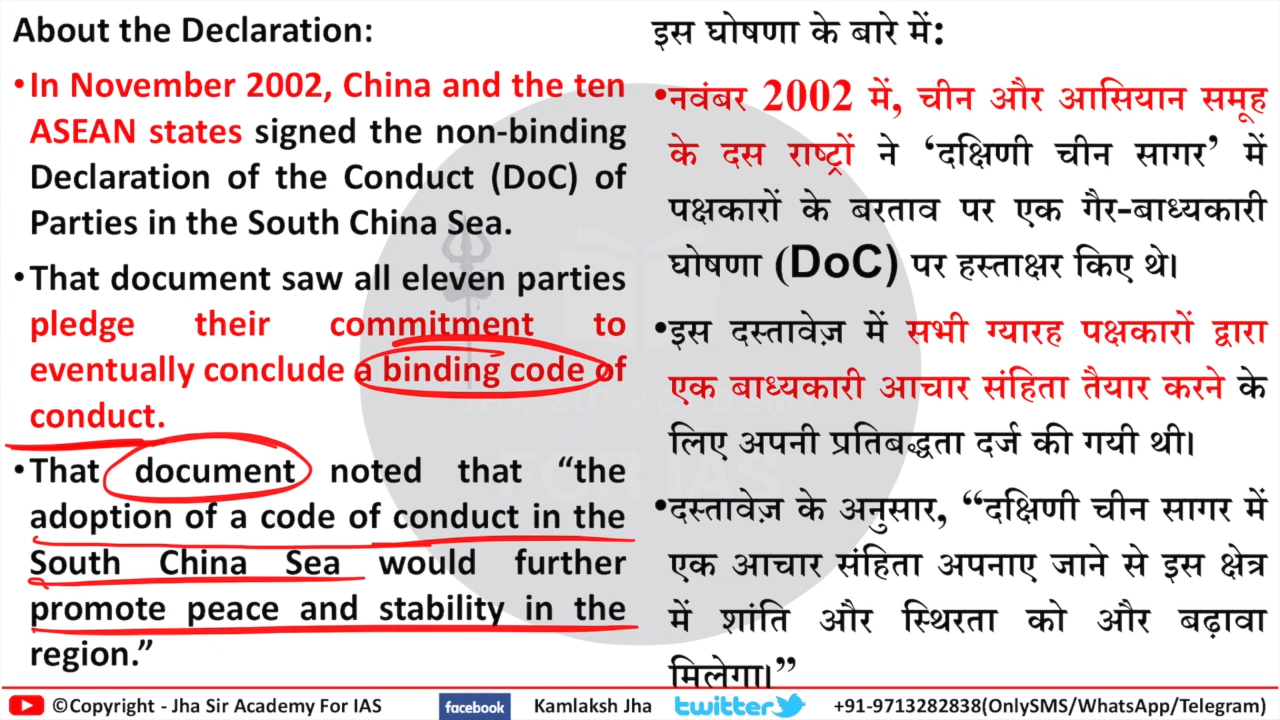 About the Declaration:
•In November 2002, China and the ten
ASEAN states signed the non-binding
Declaration of the Conduct (DoC) of
Parties in the South China Sea.
•That document saw all eleven parties
pledge their commitment to
eventually conclude a binding code of
conduct.
•That document noted that “the
adoption of a code of conduct in the
South China Sea would further
promote peace and stability in the
region.”
इस घोषणा के बारे में:
•नवंबर 2002 में, चीन और आसियान समूह
के दस राष्ट्रों ने ‘दक्षिणी चीन सागर’ में
पक्षकारों के बरताव पर एक गैर-बाध्यकारी
घोषणा (DoC) पर हस्ताक्षर किए थे।
•इस दस्तावेज़ में सभी ग्यारह पक्षकारों द्वारा
एक बाध्यकारी आचार संहिता तैयार करने के
लिए अपनी प्रतिबद्धता दर्ज की गयी थी।
•दस्तावेज़ के अनुसार, “दक्षिणी चीन सागर में
एक आचार संहिता अपनाए जाने से इस क्षेत्र
में शांति और स्थिरता को और बढ़ावा
मिलेगा।”
FOR IAS
©Copyright - Jha Sir Academy For IAS facebook Kamlaksh Jha twitter +91-9713282838(OnlySMS/WhatsApp/Telegram)